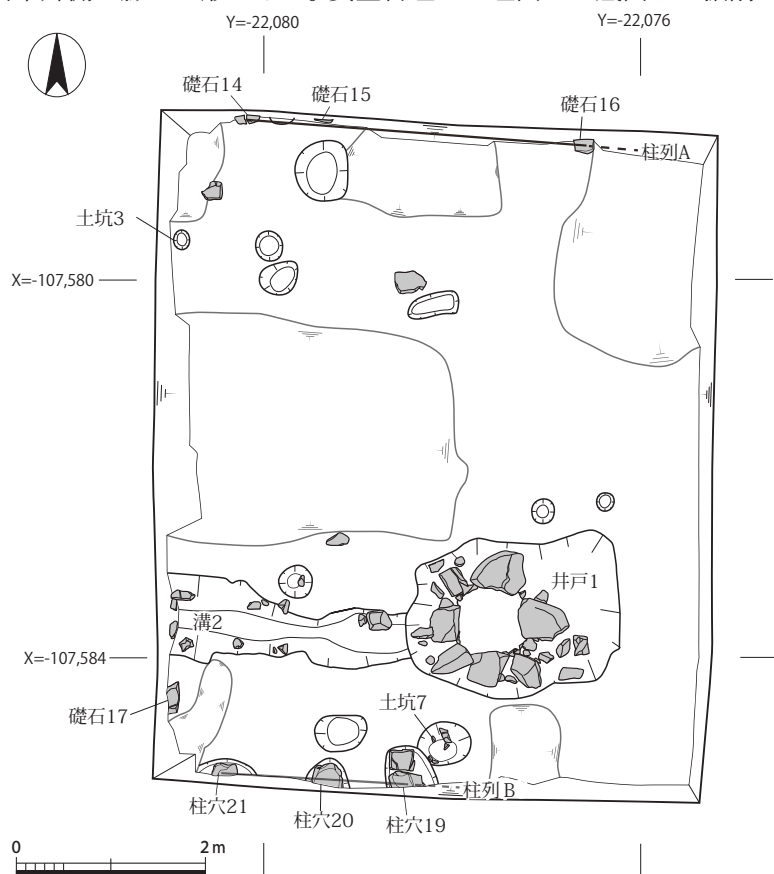 Y=-22,080
Y=-22,076
礎石14
礎石15
礎石16
柱列A
土坑3
X=-107,580
井戸1
溝2
X=-107,584
礎石17
土坑7
柱列B
柱穴21
柱穴20
柱穴19
0
2m